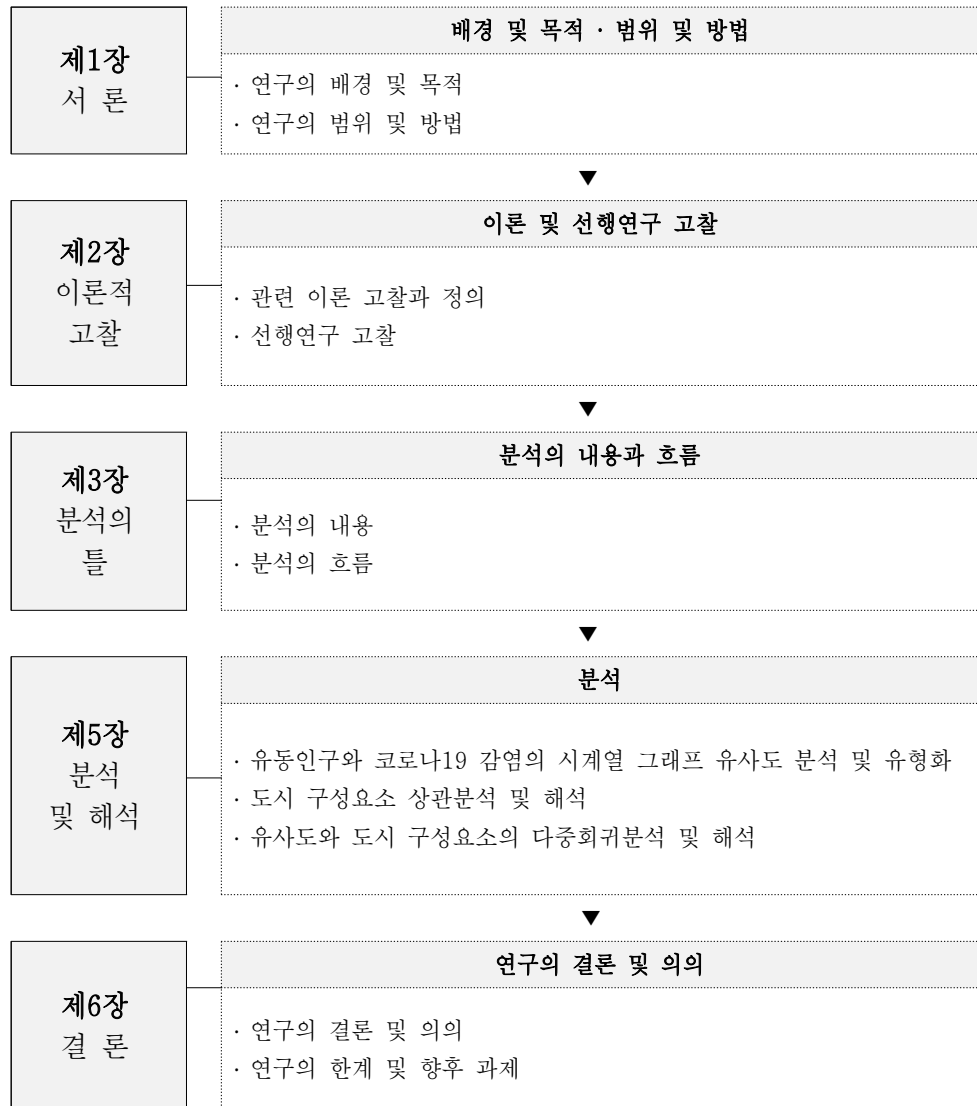 제1장
서 론
배경 및 목적 · 범위 및 방법
· 연구의 배경 및 목적
· 연구의 범위 및 방법
▼
제2장
이론적
고찰
이론 및 선행연구 고찰
· 관련 이론 고찰과 정의
· 선행연구 고찰
▼
제3장
분석의
틀
분석의 내용과 흐름
· 분석의 내용
· 분석의 흐름
▼
제5장
분석
및 해석
분석
· 유동인구와 코로나19 감염의 시계열 그래프 유사도 분석 및 유형화
· 도시 구성요소 상관분석 및 해석
· 유사도와 도시 구성요소의 다중회귀분석 및 해석
▼
제6장
결 론
연구의 결론 및 의의
· 연구의 결론 및 의의
· 연구의 한계 및 향후 과제